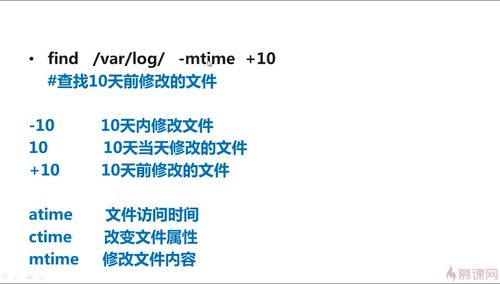 • find /var/log/ -mtime +10
#查找10天前修改的文件
-10 10天内修改文件
10 10天当天修改的文件
+10 10天前修改的文件
atime 文件访问时间
ctime 改变文件属性
mtime 修改文件内容
慕课网